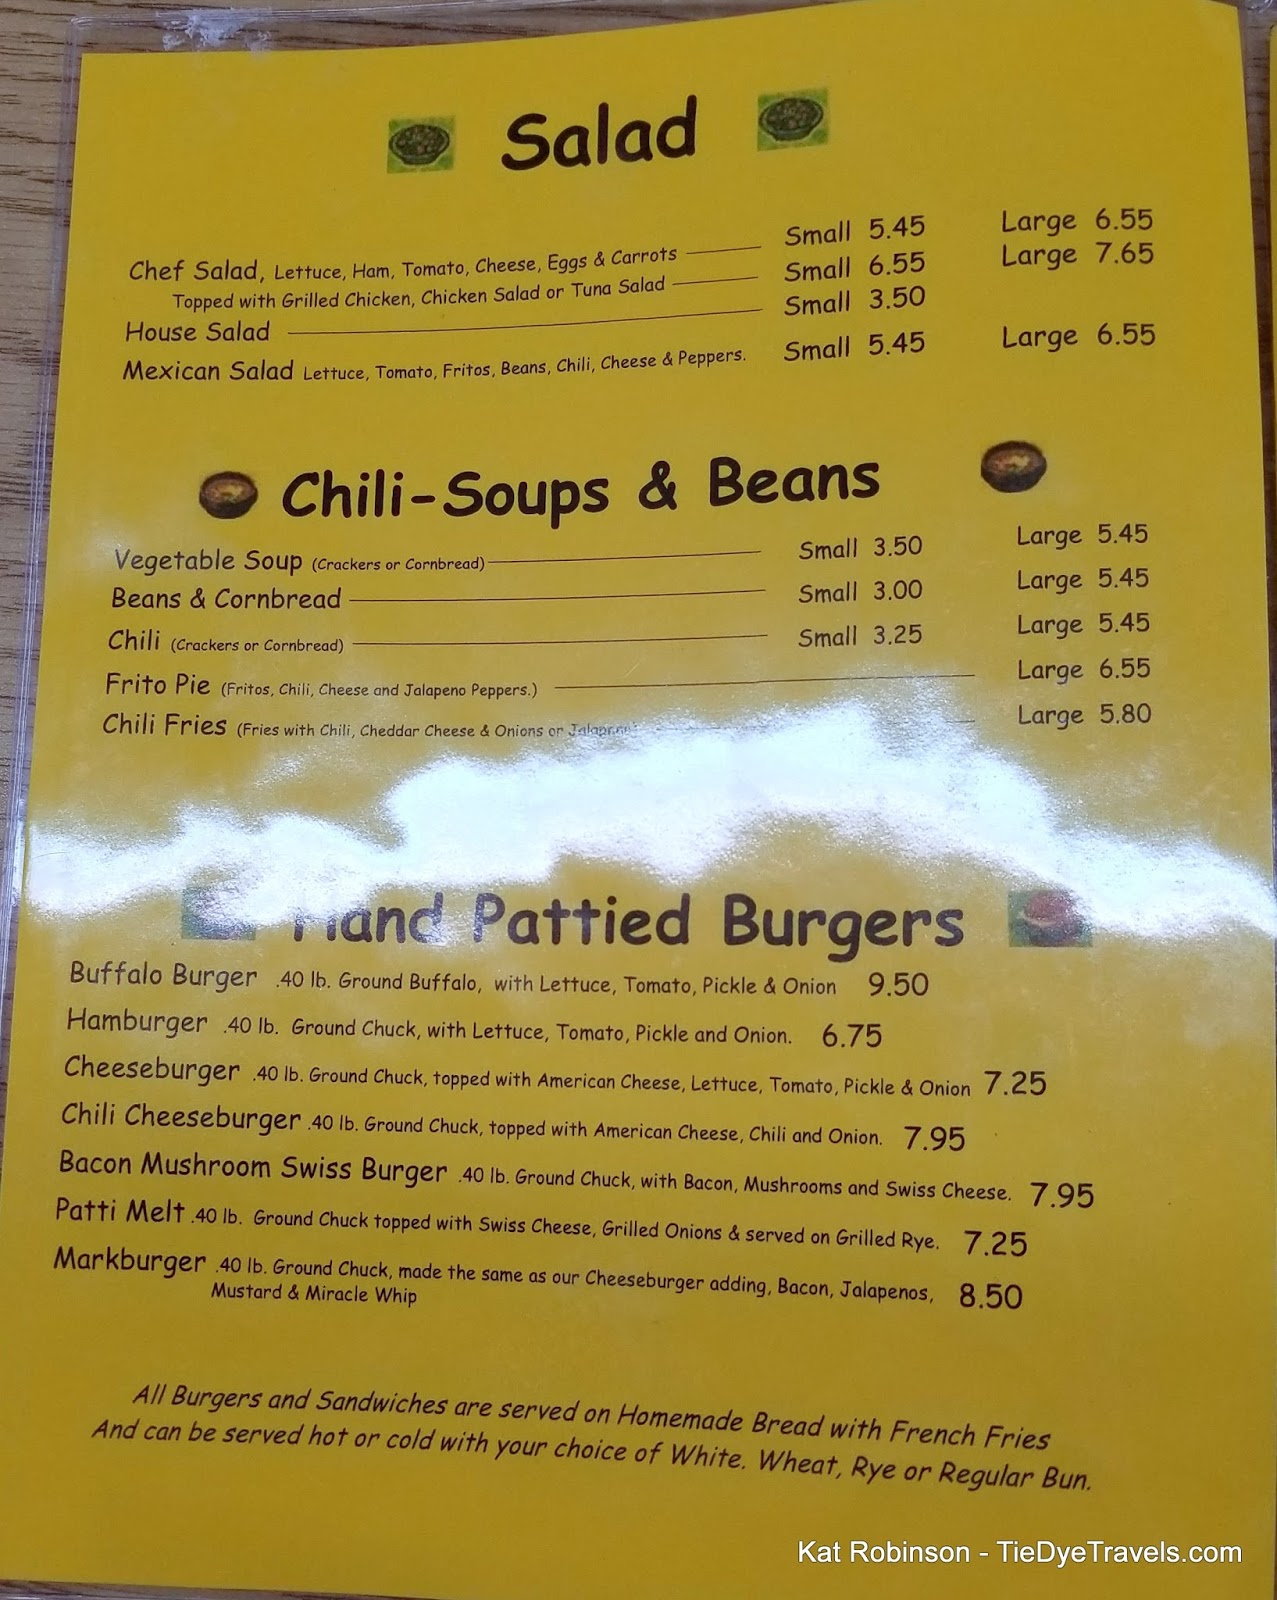 Salad
Chef Salad, Lettuce, Ham, Tomato, Cheese, Eggs & Carrots Small 5.45 Large 6.55
Topped with Grilled Chicken, Chicken Salad or Tuna Salad Small 6.55 Large 7.65
House Salad Small 3.50
Mexican Salad Lettuce, Tomato, Fritos, Beans, Chili, Cheese & Peppers. Small 5.45 Large 6.55
Chili-Soups & Beans
Vegetable Soup (Crackers or Cornbread) Small 3.50 Large 5.45
Beans & Cornbread Small 3.00 Large 5.45
Chili (Crackers or Cornbread) Small 3.25 Large 5.45
Frito Pie (Fritos, Chili, Cheese and Jalapeno Peppers.) Large 6.55
Chili Fries (Fries with Chili, Cheddar Cheese & Onions or Large 5.80
Hand Pattied Burgers
Buffalo Burger .40 lb. Ground Buffalo, with Lettuce, Tomato, Pickle & Onion 9.50
Hamburger .40 lb. Ground Chuck, with Lettuce, Tomato, Pickle and Onion. 6.75
Cheeseburger .40 lb. Ground Chuck, topped with American Cheese, Lettuce, Tomato, Pickle & Onion 7.25
Chili Cheeseburger .40 lb. Ground Chuck, topped with American Cheese, Chili and Onion. 7.95
Bacon Mushroom Swiss Burger .40 lb. Ground Chuck, with Bacon, Mushrooms and Swiss Cheese. 7.95
Patti Melt .40 lb. Ground Chuck topped with Swiss Cheese, Grilled Onions & served on Grilled Rye. 7.25
Markburger .40 lb. Ground Chuck, made the same as our Cheeseburger adding, Bacon, Jalapenos, 8.50
Mustard & Miracle Whip
All Burgers and Sandwiches are served on Homemade Bread with French Fries
And can be served hot or cold with your choice of White. Wheat, Rye or Regular Bun.
Kat Robinson - TieDyeTravels.com